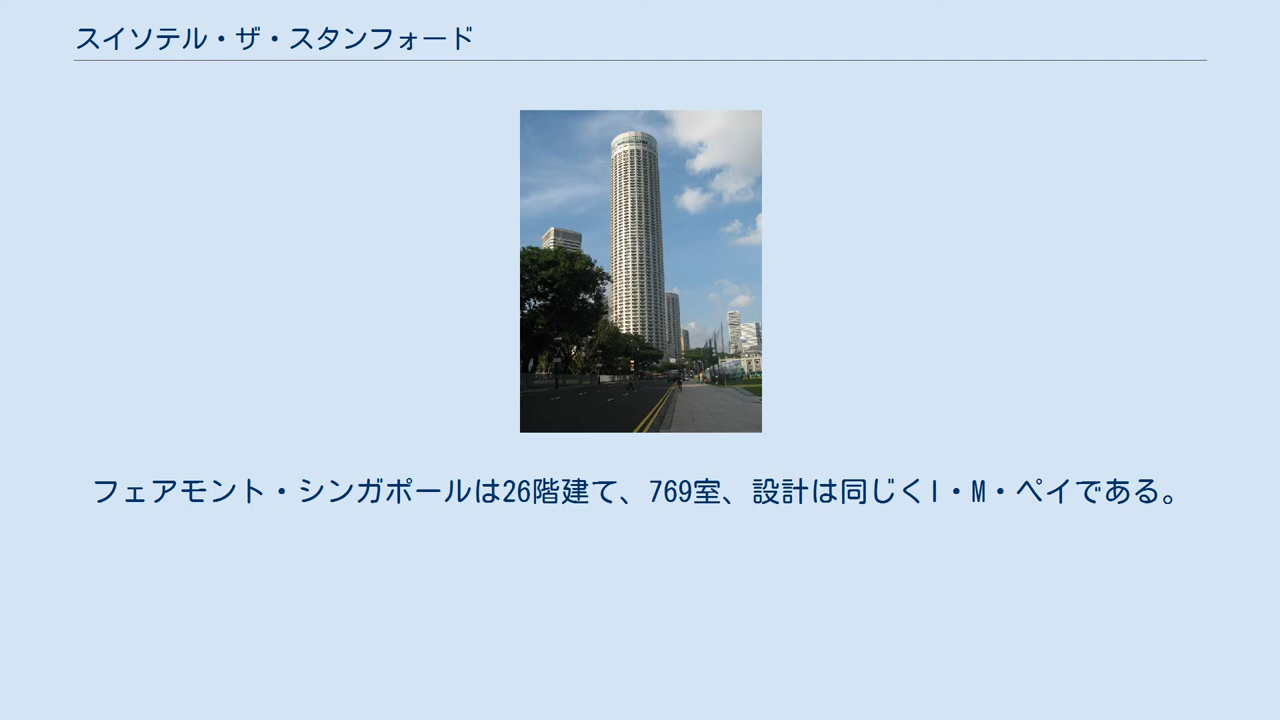 スイソテル・ザ・スタンフォード
フェアモント・シンガポールは26階建て、769室、設計は同じくI・M・ペイである。